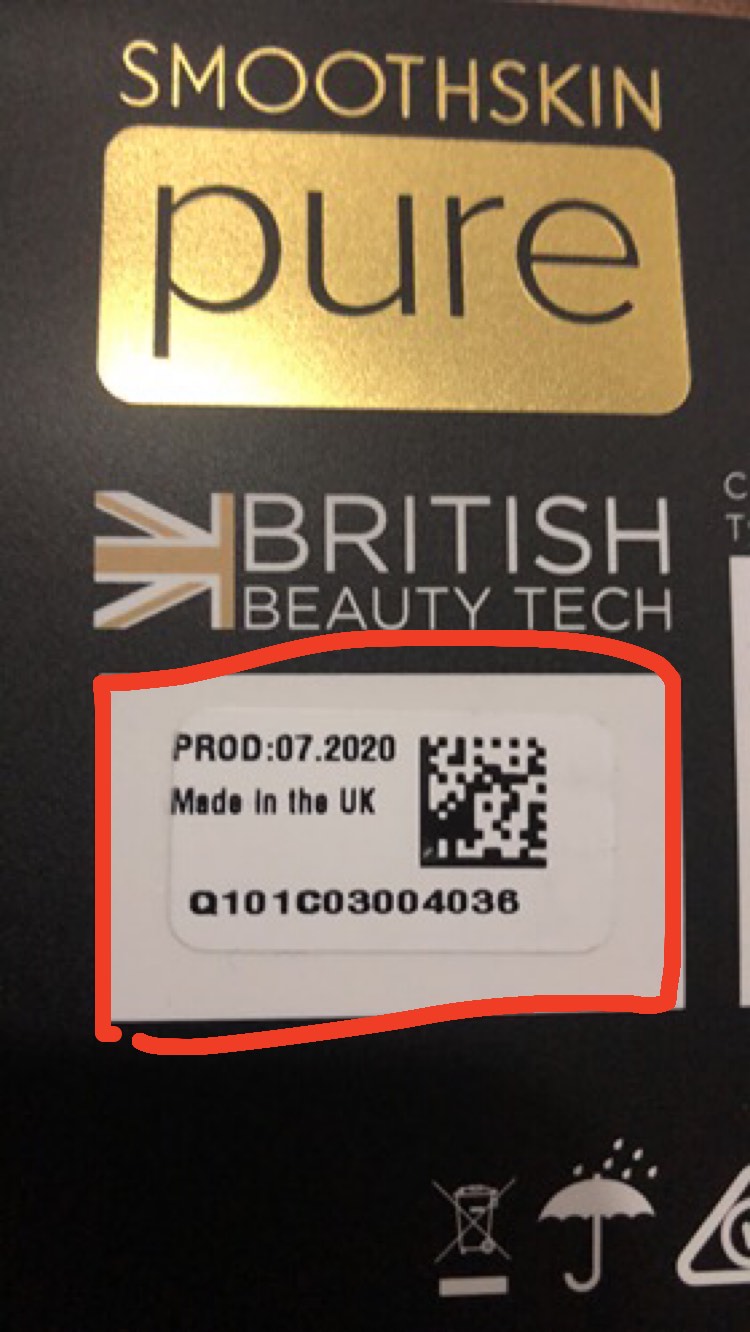 SMOOTHSKIN
pure
BRITISH
BEAUTY TECH
PROD:07.2020
Made in the UK
Q101C03004036